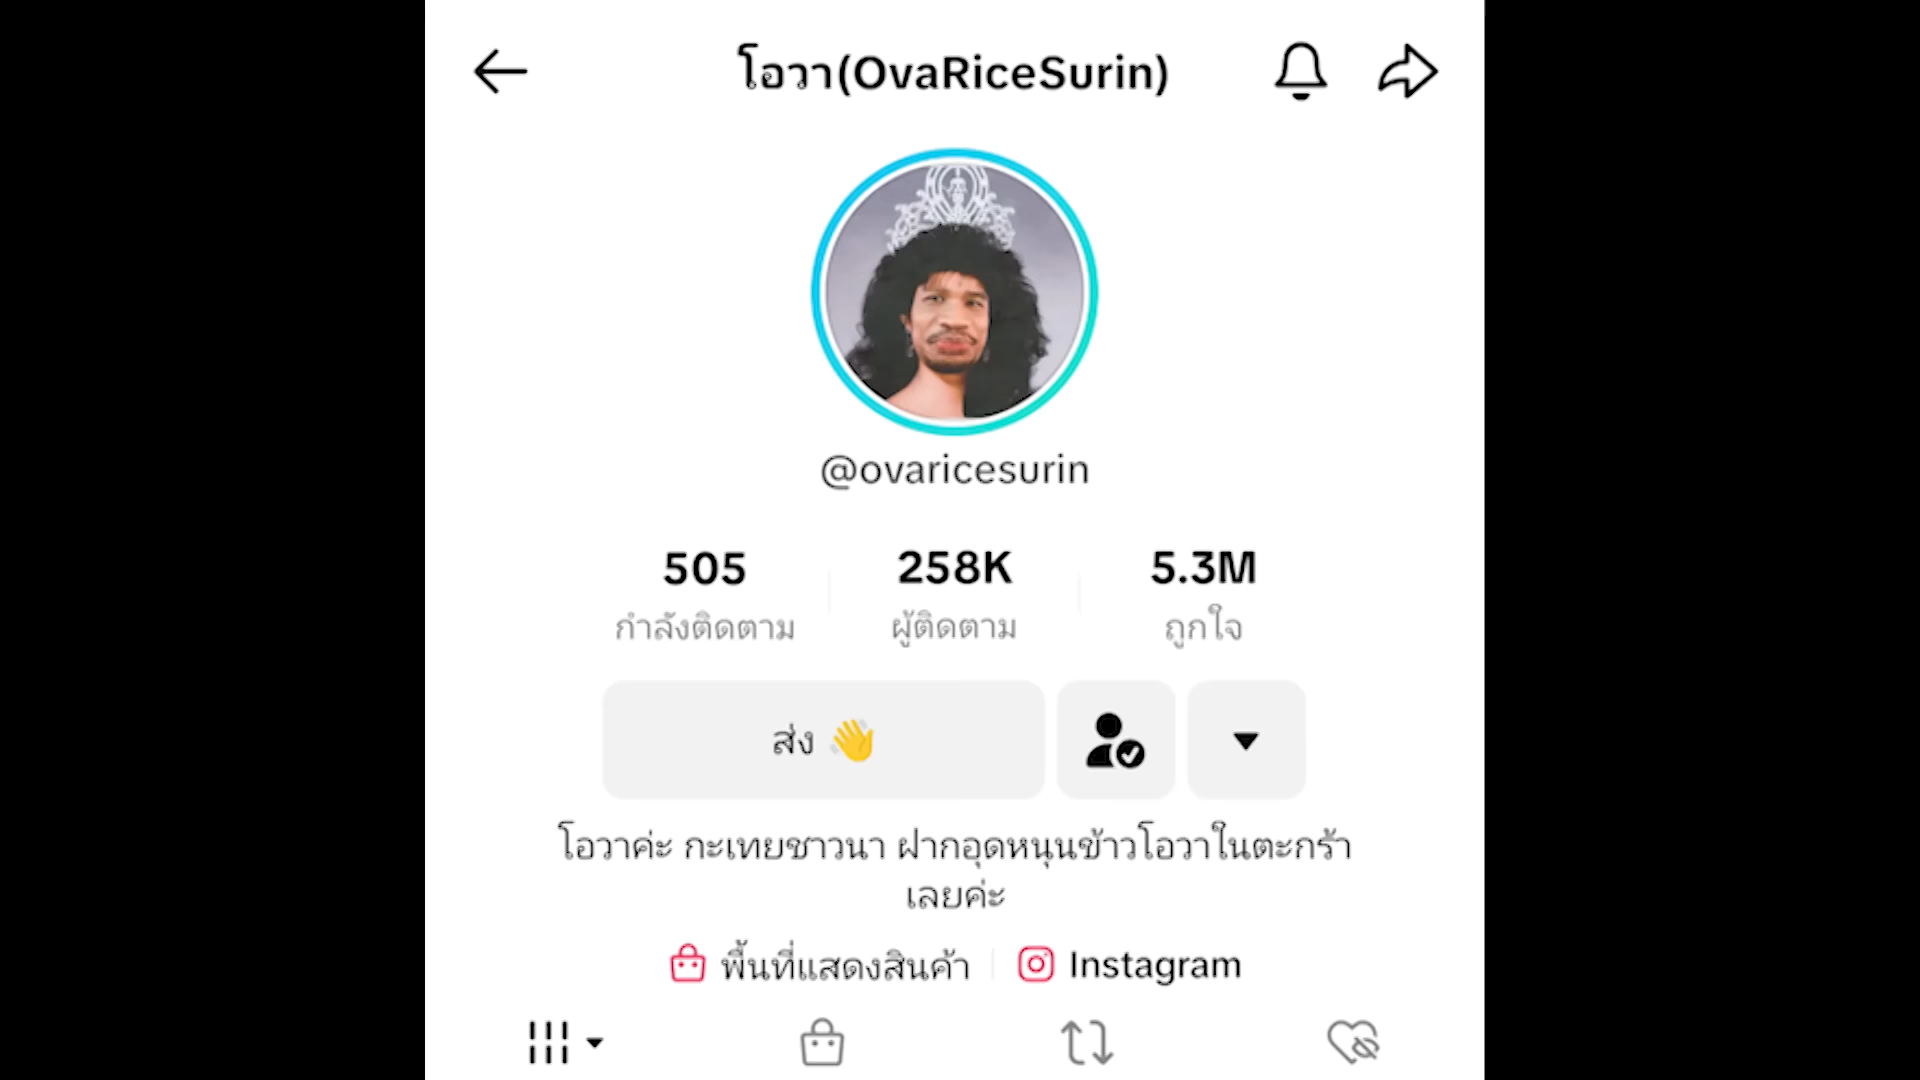 โอวา(OvaRiceSurin)
@ovaricesurin
505 258K 5.3M
กำลังติดตาม ผู้ติดตาม ถูกใจ
ส่ง 👋
โอวาค่ะ กะเทยชาวนา ฝากอุดหนุนข้าวโอวาในตะกร้า
เลยค่ะ
พื้นที่แสดงสินค้า Instagram